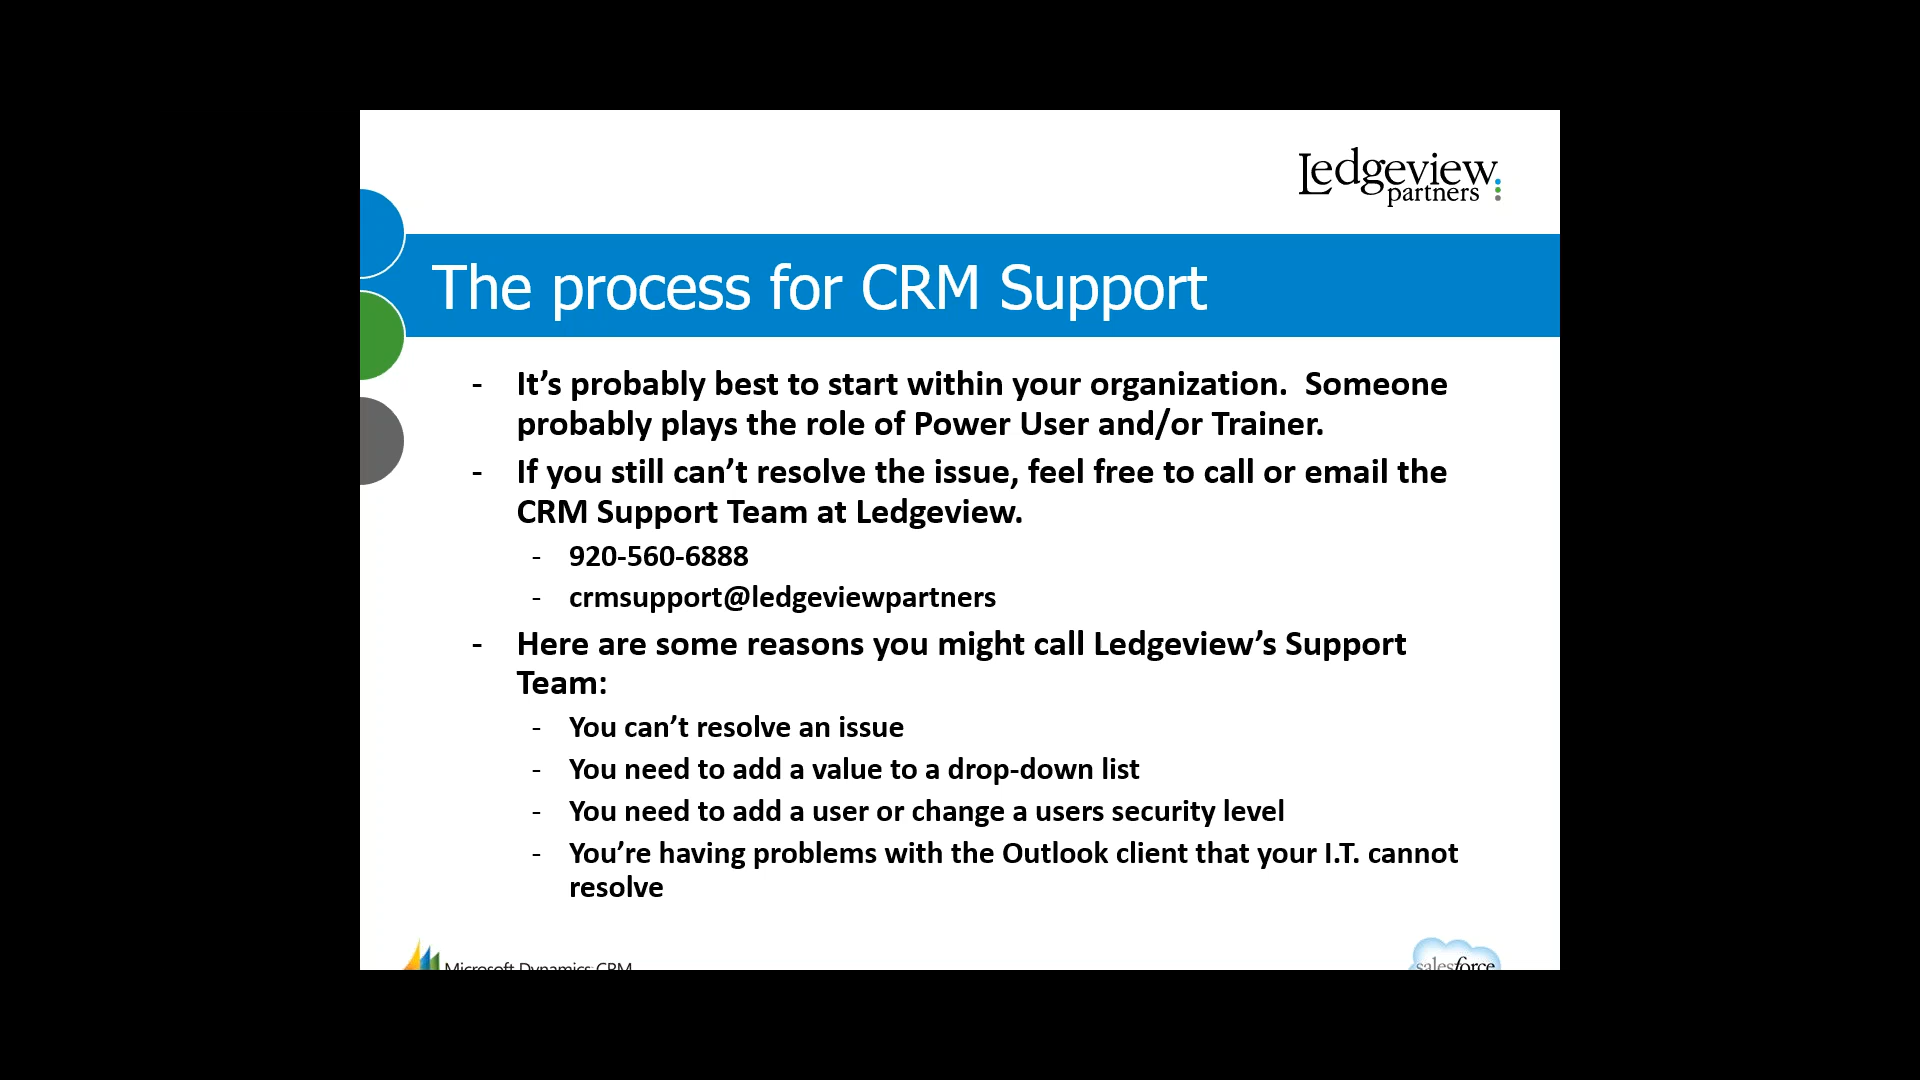 Ledgeview
partners
The process for CRM Support
- It’s probably best to start within your organization.  Someone
probably plays the role of Power User and/or Trainer.
- If you still can’t resolve the issue, feel free to call or email the
CRM Support Team at Ledgeview.
- 920-560-6888
- crmsupport@ledgeviewpartners
- Here are some reasons you might call Ledgeview’s Support
Team:
- You can’t resolve an issue
- You need to add a value to a drop-down list
- You need to add a user or change a users security level
- You’re having problems with the Outlook client that your I.T. cannot
resolve
Microsoft Dynamics CRM
salesforce